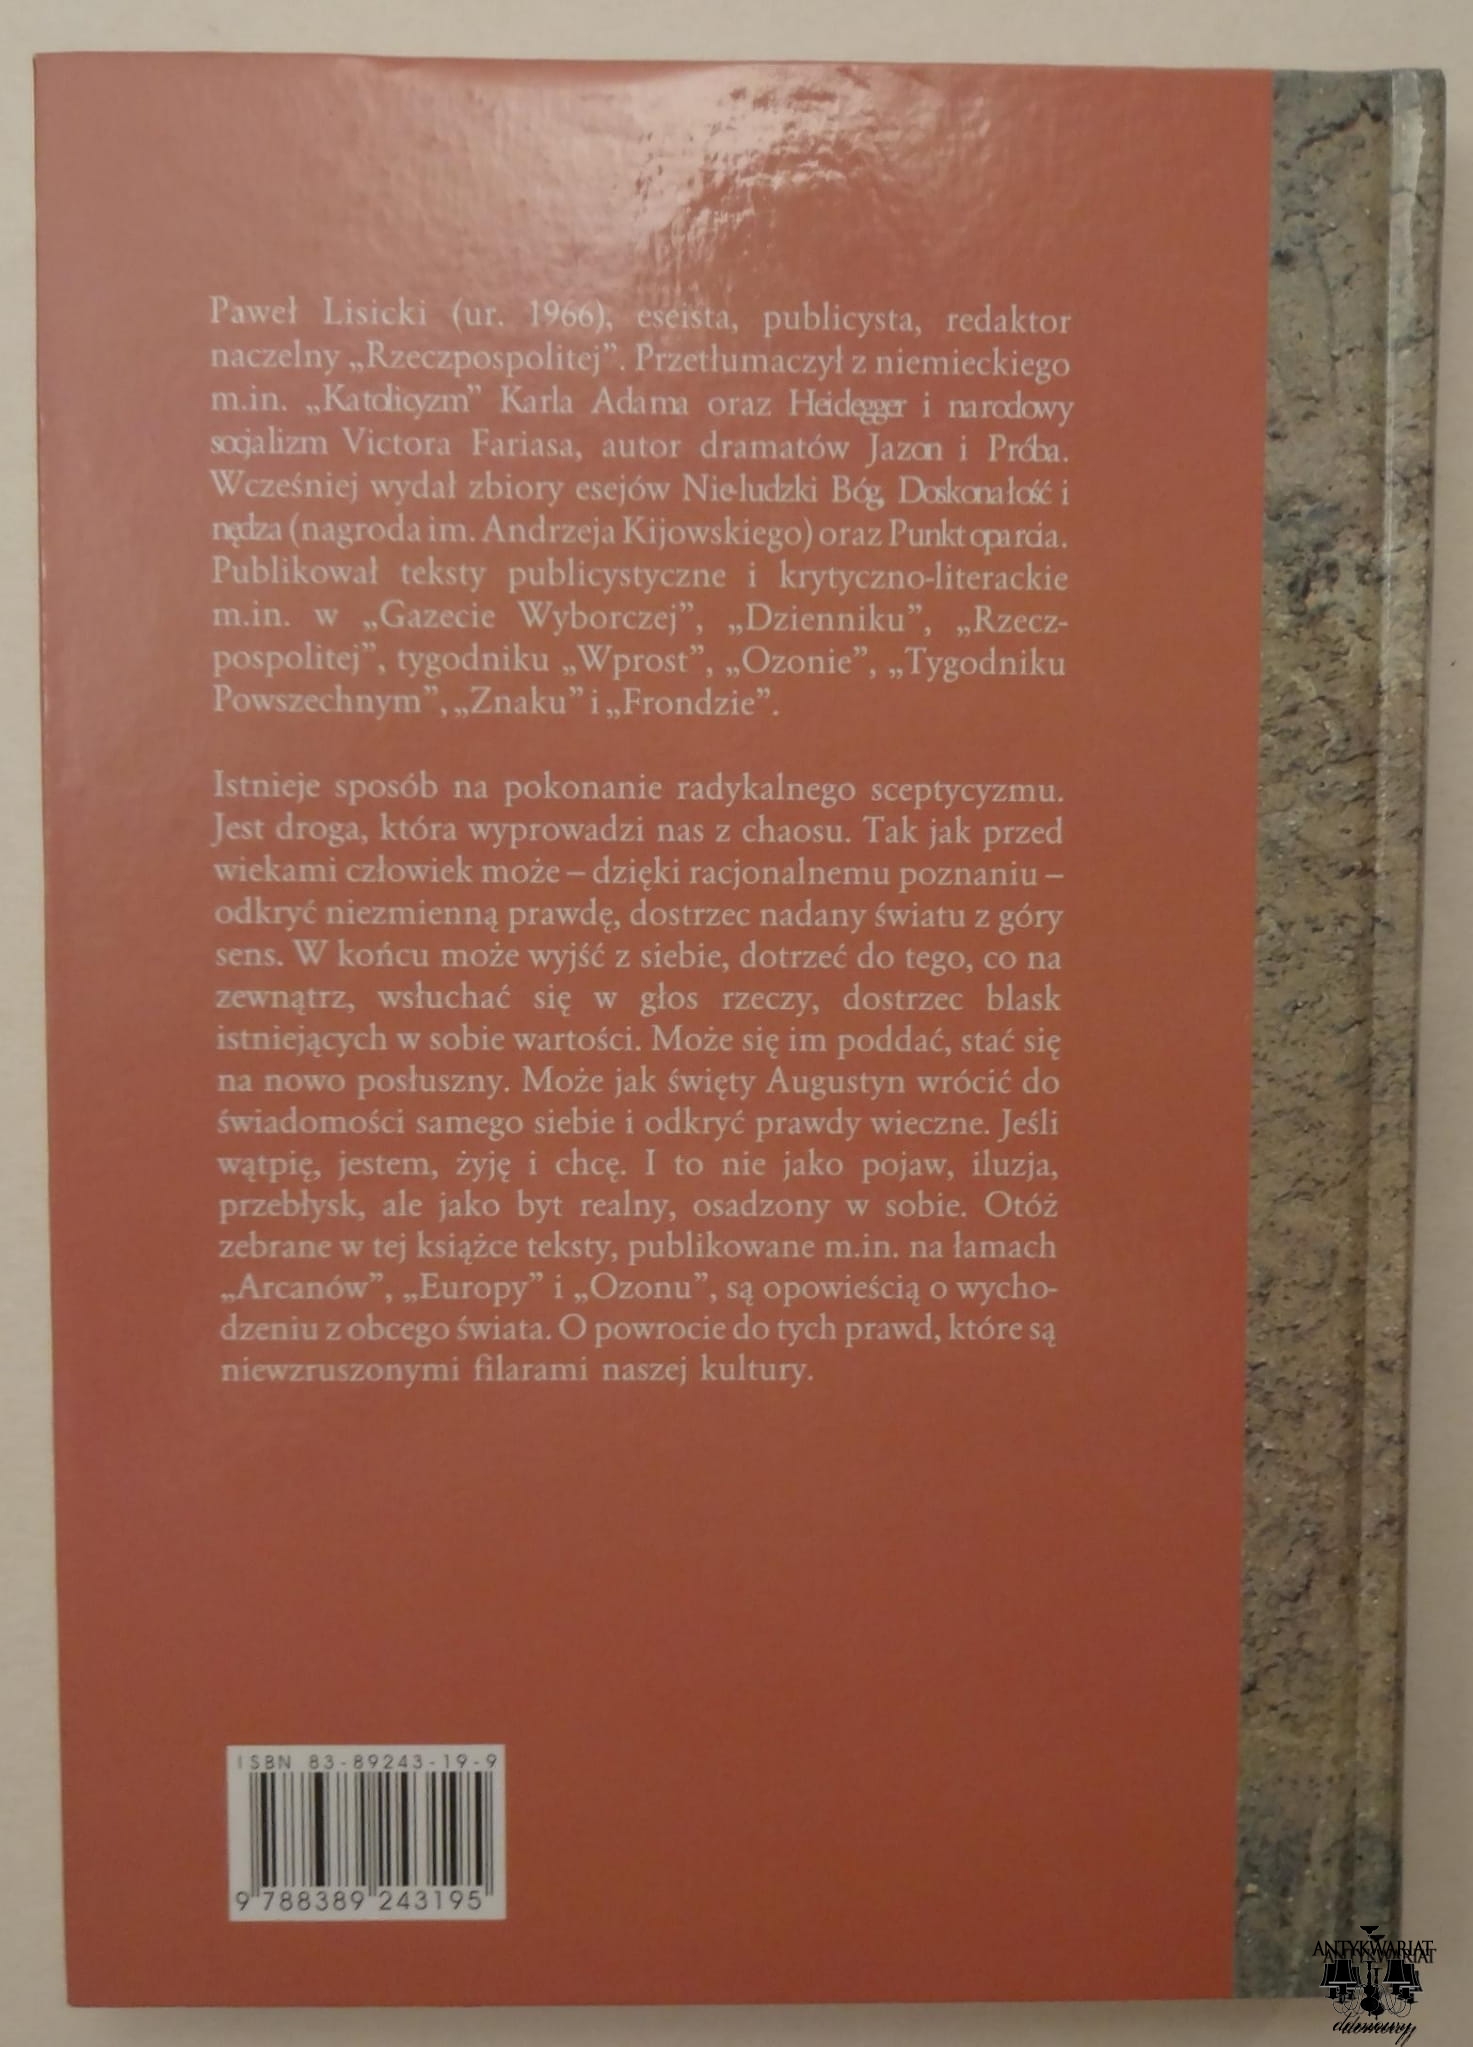 Paweł Lisicki (ur. 1966), eseista, publicysta, redaktor
naczelny „Rzeczpospolitej”. Przetłumaczył z niemieckiego
m.in. „Katolicyzm” Karla Adama oraz Heidegger i narodowy
socjalizm Victora Fariasa, autor dramatów Jazon i Próba.
Wcześniej wydał zbiory esejów Nie-ludzki Bóg, Doskonałość i
nędza (nagroda im. Andrzeja Kijowskiego) oraz Punkt oparcia.
Publikował teksty publicystyczne i krytyczno-literackie
m.in. w „Gazecie Wyborczej”, „Dzienniku”, „Rzecz-
pospolitej”, tygodniku „Wprost”, „Ozonie”, „Tygodniku
Powszechnym”, „Znaku” i „Frondzie”.
Istnieje sposób na pokonanie radykalnego sceptycyzmu.
Jest droga, która wyprowadzi nas z chaosu. Tak jak przed
wiekami człowiek może – dzięki racjonalnemu poznaniu –
odkryć niezmienną prawdę, dostrzec nadany światu z góry
sens. W końcu może wyjść z siebie, dotrzeć do tego, co na
zewnątrz, wsłuchać się w głos rzeczy, dostrzec blask
istniejących w sobie wartości. Może się im poddać, stać się
na nowo posłuszny. Może jak święty Augustyn wrócić do
świadomości samego siebie i odkryć prawdy wieczne. Jeśli
wątpię, jestem, żyję i chcę. I to nie jako pojaw, iluzja,
przebłysk, ale jako byt realny, osadzony w sobie. Otóż
zebrane w tej książce teksty, publikowane m.in. na łamach
„Arcanów”, „Europy” i „Ozonu”, są opowieścią o wycho-
dzeniu z obcego świata. O powrocie do tych prawd, które są
niewzruszonymi filarami naszej kultury.
ISBN 83-89243-19-9
9 788389 243195
ANTYKWARIAT